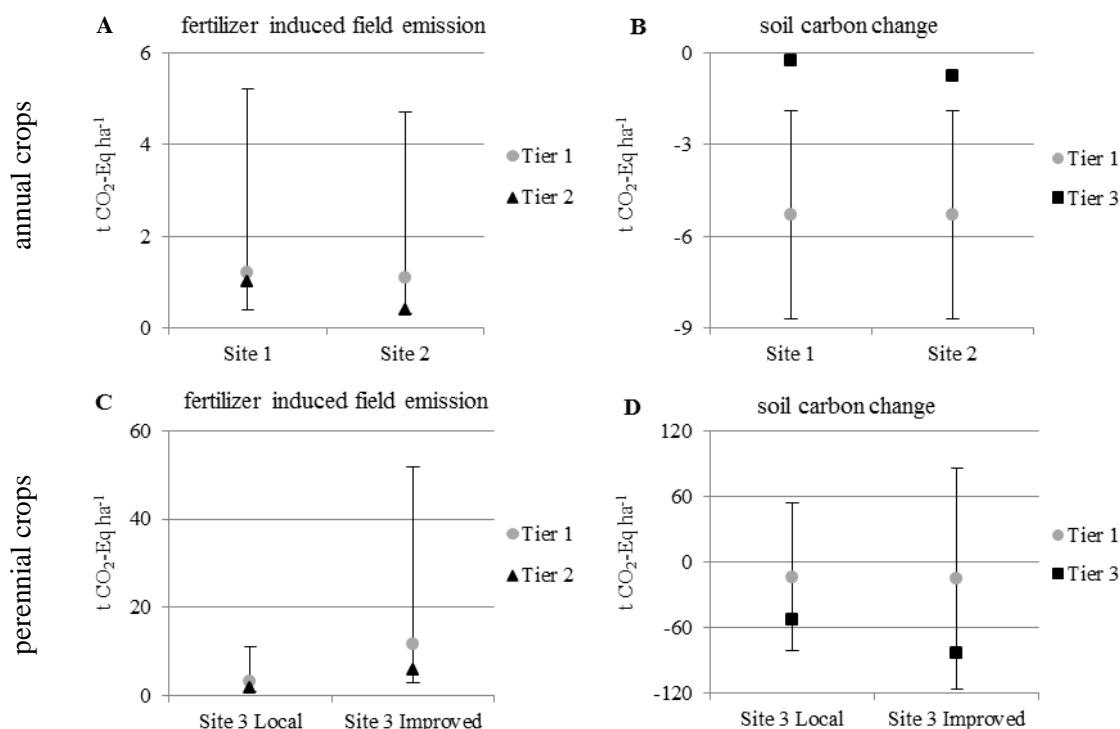 annual crops
A fertilizer induced field emission
t CO₂-Eq ha⁻¹
6
4
2
0
Site 1 Site 2
Tier 1
Tier 2
B soil carbon change
t CO₂-Eq ha⁻¹
0
-3
-6
-9
Site 1 Site 2
Tier 1
Tier 3
perennial crops
C fertilizer induced field emission
t CO₂-Eq ha⁻¹
60
40
20
0
Site 3 Local Site 3 Improved
Tier 1
Tier 2
D soil carbon change
t CO₂-Eq ha⁻¹
120
60
0
-60
-120
Site 3 Local Site 3 Improved
Tier 1
Tier 3